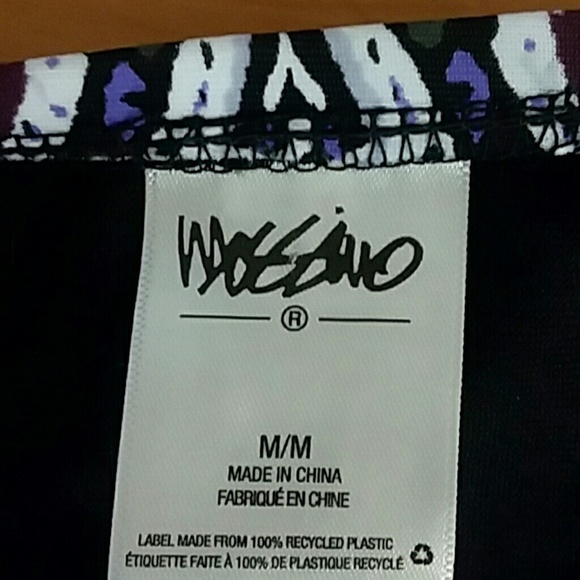 MOSSIMO
®
M/M
MADE IN CHINA
FABRIQUÉ EN CHINE
LABEL MADE FROM 100% RECYCLED PLASTIC
ÉTIQUETTE FAITE À 100% DE PLASTIQUE RECYCLÉ